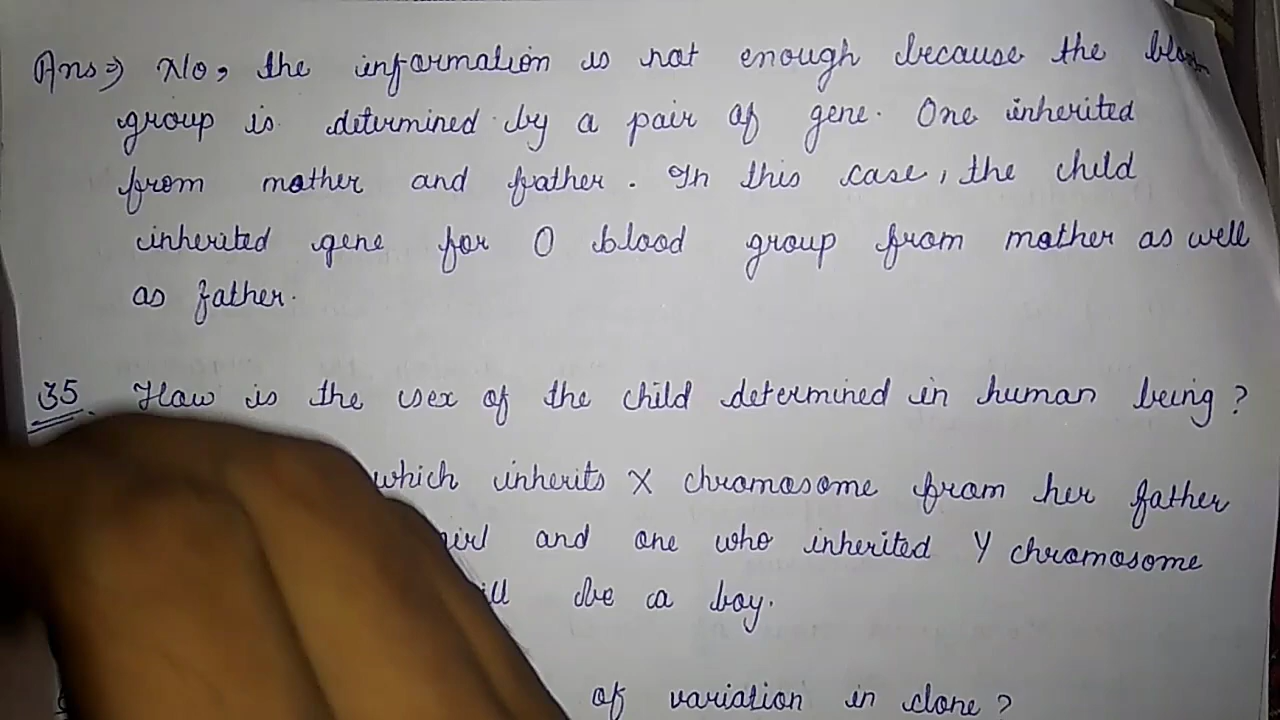 Ans⇒ No, the information is not enough because the
group is determined by a pair of gene. One inherited
from mother and father. In this case, the child
inherited gene for O blood group from mother as well
as father.
35. How is the sex of the child determined in human being?
which inherits X chromosome from her father
and one who inherited Y chromosome
be a boy.
of variation in clone?